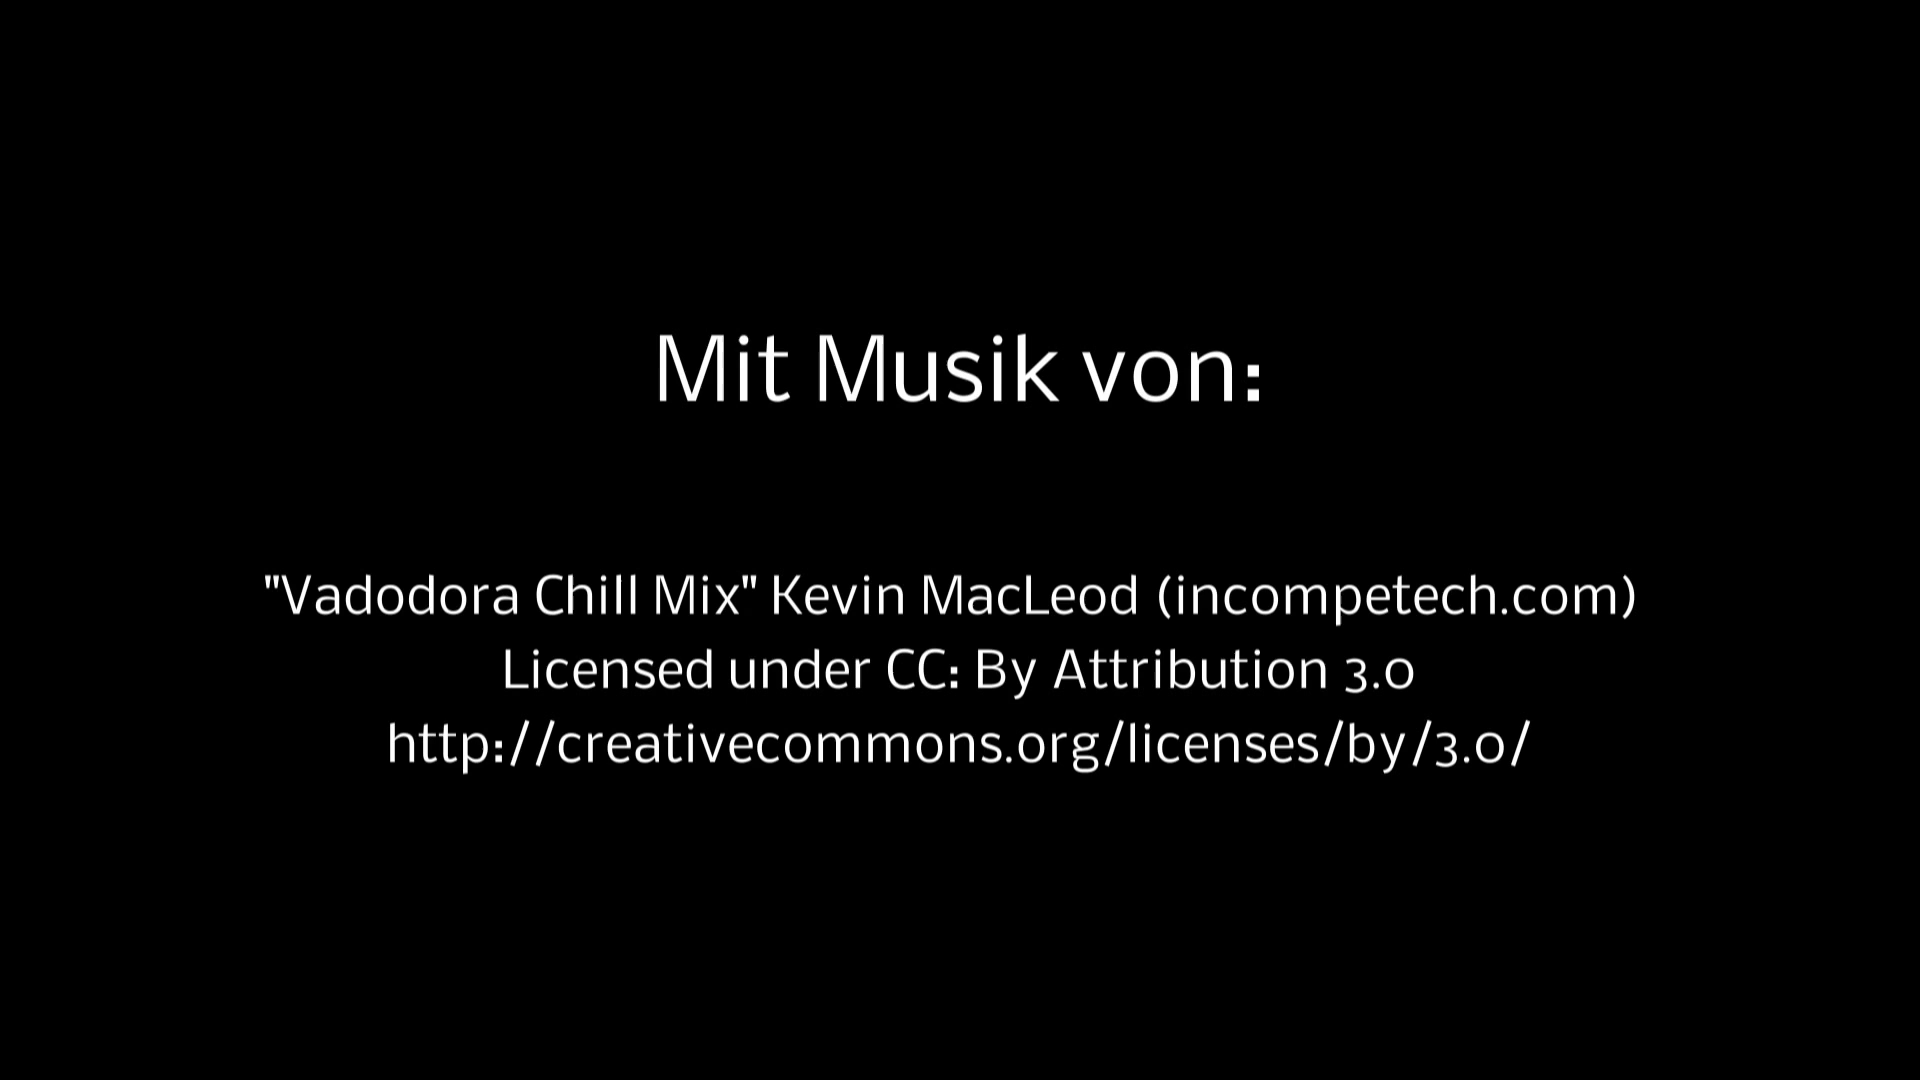 Mit Musik von:
"Vadodora Chill Mix" Kevin MacLeod (incompetech.com)
Licensed under CC: By Attribution 3.0
http://creativecommons.org/licenses/by/3.0/